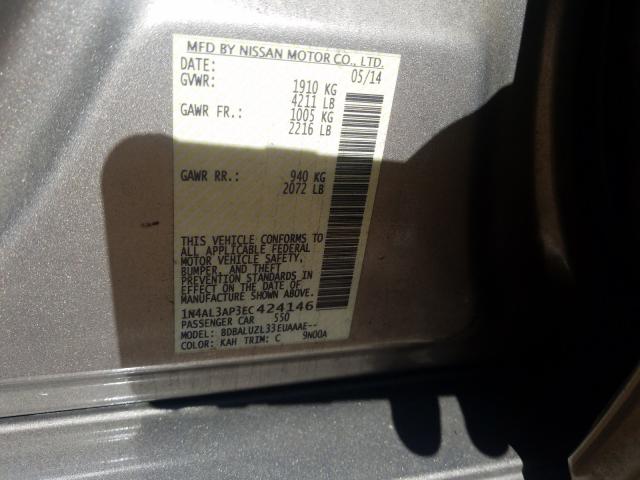 MFD BY NISSAN MOTOR CO., LTD.
DATE: 05/14
GVWR: 1910 KG
4211 LB
GAWR FR.: 1005 KG
2216 LB
GAWR RR.: 940 KG
2072 LB
THIS VEHICLE CONFORMS TO
ALL APPLICABLE FEDERAL
MOTOR VEHICLE SAFETY,
BUMPER, AND THEFT
PREVENTION STANDARDS IN
EFFECT ON THE DATE OF
MANUFACTURE SHOWN ABOVE.
1N4AL3AP3EC424146
PASSENGER CAR 550
MODEL: BDBALUZL33EUAAAE--
COLOR: KAH TRIM: C 9N00A